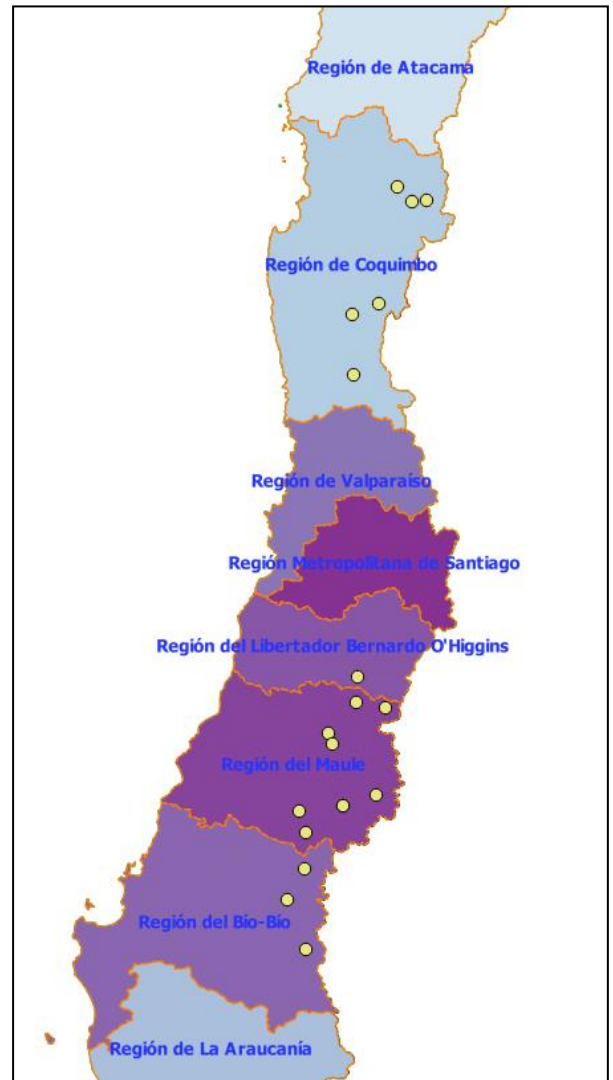 Región de Atacama
Región de Coquimbo
Región de Valparaíso
Región Metropolitana de Santiago
Región del Libertador Bernardo O'Higgins
Región del Maule
Región del Bío-Bío
Región de La Araucanía